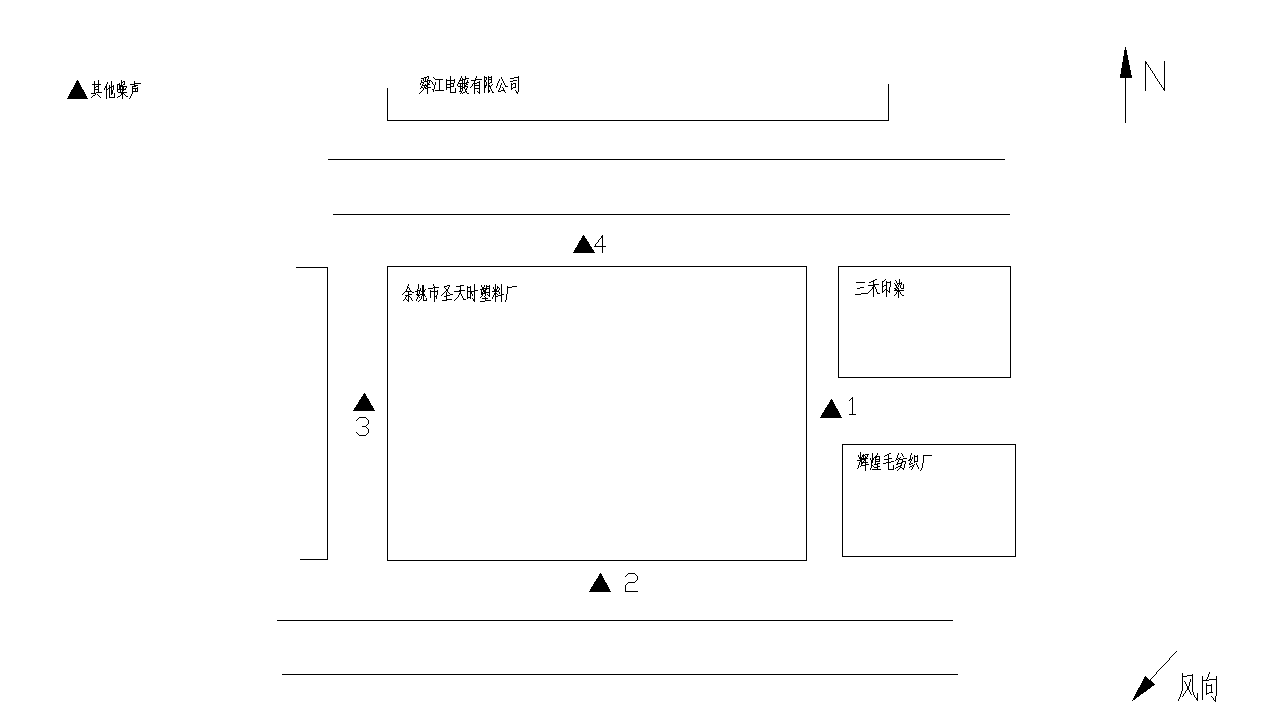 舜江电镀有限公司
▲其他噪声
N
▲4
余姚市圣天时塑料厂
三禾印染
▲1
▲
3
辉煌毛纺织厂
▲ 2
风向